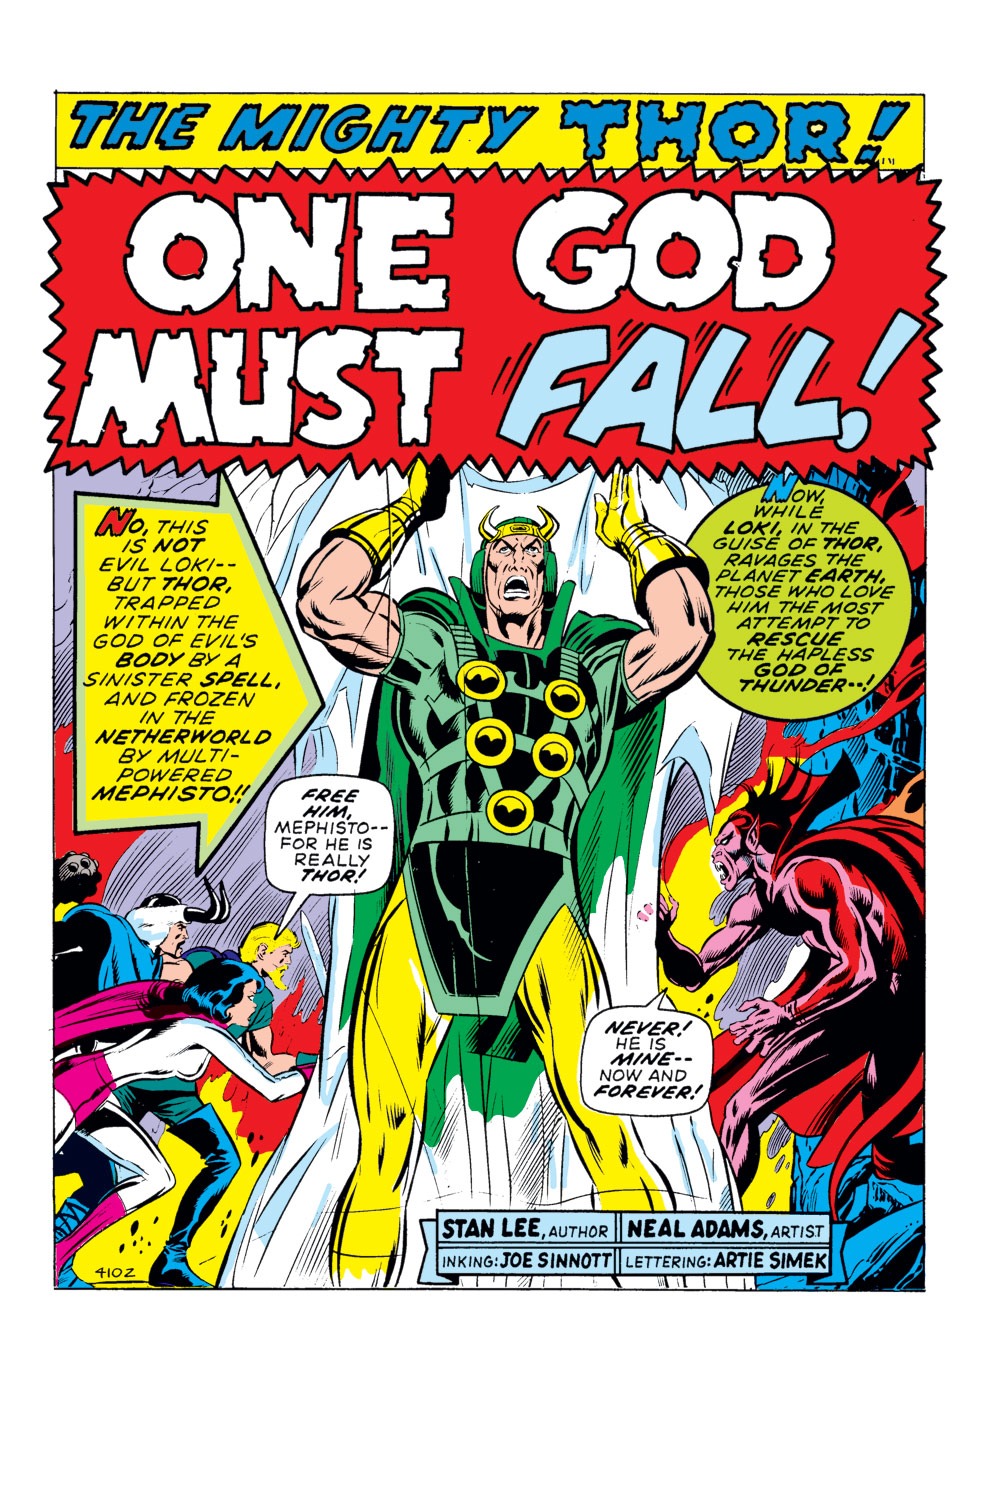 THE MIGHTY THOR!
ONE GOD
MUST FALL!
NO, THIS
IS NOT
EVIL LOKI--
BUT THOR,
TRAPPED
WITHIN THE
GOD OF EVIL'S
BODY BY A
SINISTER SPELL,
AND FROZEN
IN THE
NETHERWORLD
BY MULTI-
POWERED
MEPHISTO!!
NOW,
WHILE
LOKI, IN THE
GUISE OF THOR,
RAVAGES THE
PLANET EARTH,
THOSE WHO LOVE
HIM THE MOST
ATTEMPT TO
RESCUE
THE HAPLESS
GOD OF
THUNDER--!
FREE
HIM,
MEPHISTO--
FOR HE IS
REALLY
THOR!
NEVER!
HE IS
MINE--
NOW AND
FOREVER!
STAN LEE, AUTHOR
NEAL ADAMS, ARTIST
INKING: JOE SINNOTT
LETTERING: ARTIE SIMEK
4102